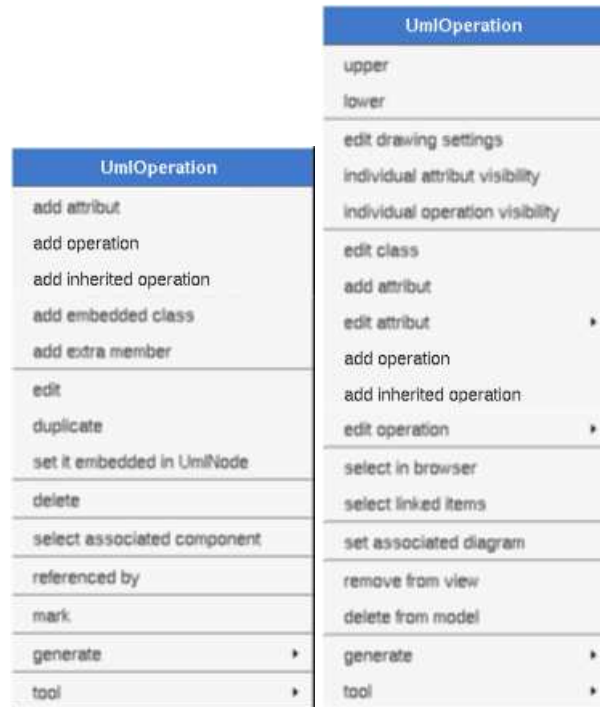 UmlOperation
add attribut
add operation
add inherited operation
add embedded class
add extra member
edit
duplicate
set it embedded in UmlNode
delete
select associated component
referenced by
mark
generate
tool
UmlOperation
upper
lower
edit drawing settings
individual attribut visibility
individual operation visibility
edit class
add attribut
edit attribut
add operation
add inherited operation
edit operation
select in browser
select linked items
set associated diagram
remove from view
delete from model
generate
tool